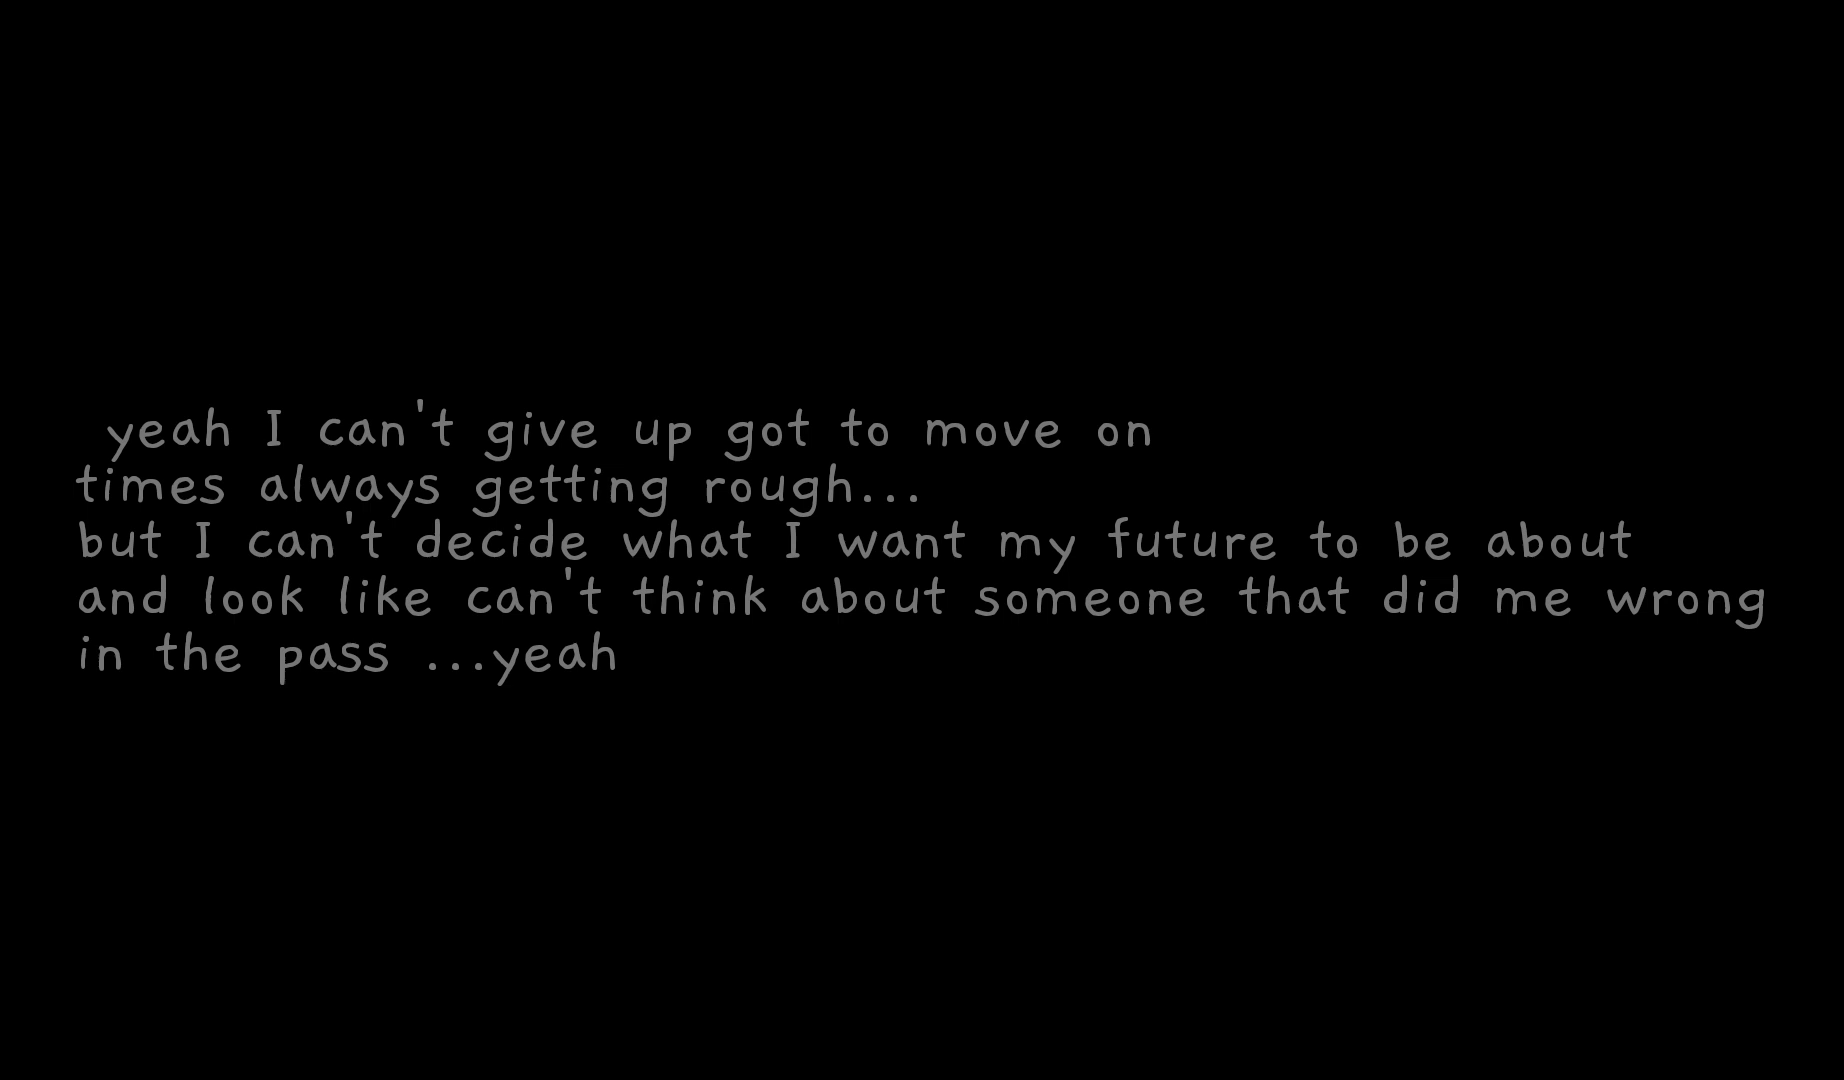 yeah I can't give up got to move on
times always getting rough...
but I can't decide what I want my future to be about
and look like can't think about someone that did me wrong
in the pass ...yeah